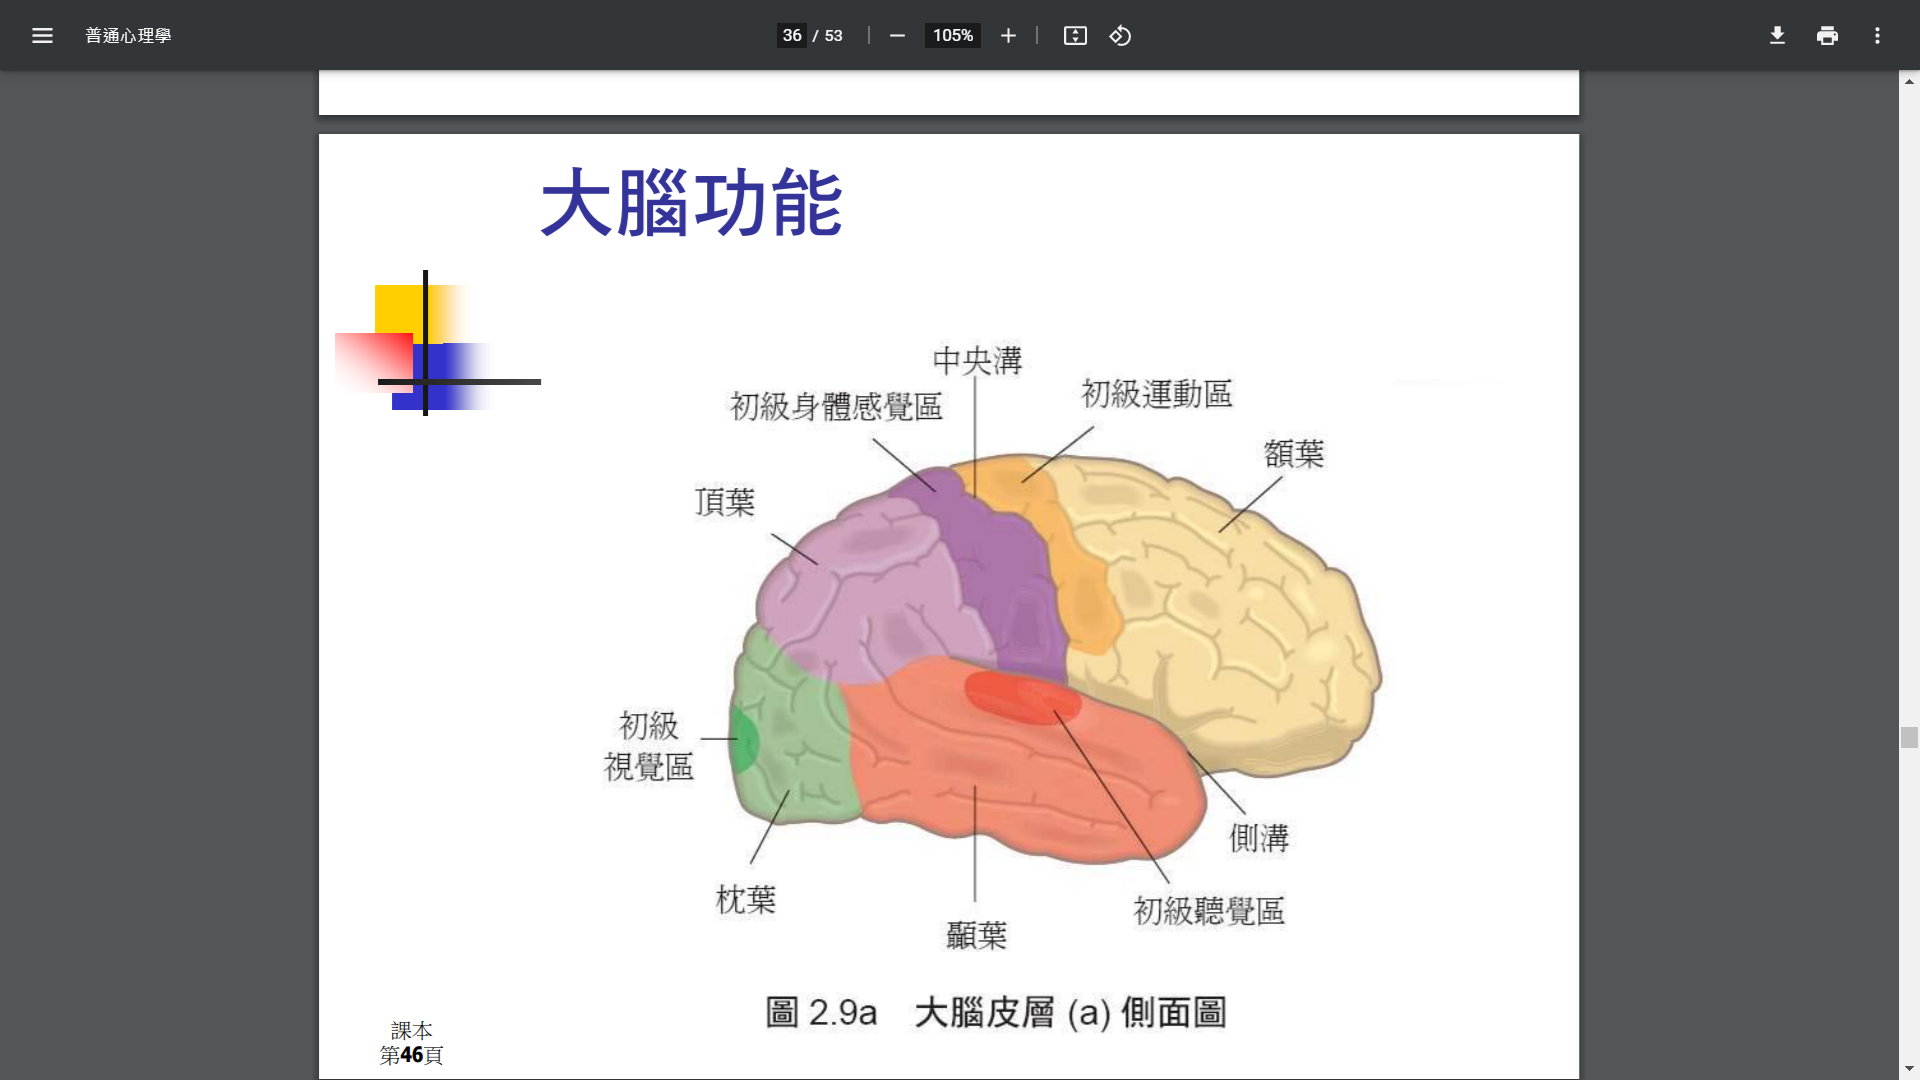 普通心理學
36 / 53
105%
大腦功能
中央溝
初級身體感覺區
初級運動區
額葉
頂葉
初級
視覺區
側溝
枕葉
初級聽覺區
顳葉
圖 2.9a 大腦皮層 (a) 側面圖
課本
第46頁